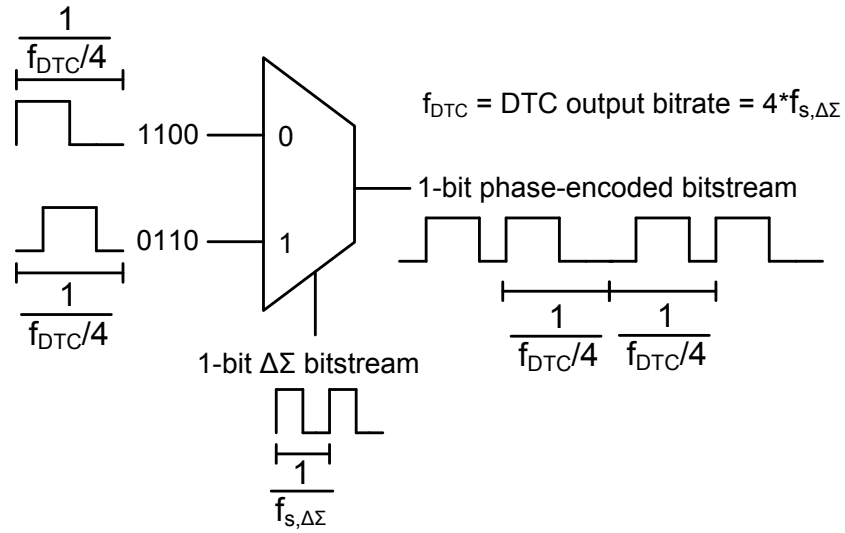 1
f_DTC/4
1100
0
f_DTC = DTC output bitrate = 4*f_s,ΔΣ
1-bit phase-encoded bitstream
0110
1
1
f_DTC/4
1
f_DTC/4
1
f_DTC/4
1-bit ΔΣ bitstream
1
f_s,ΔΣ